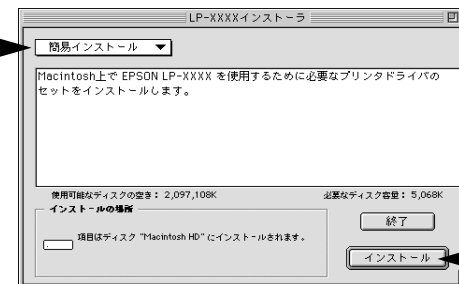 LP-XXXXインストーラ
簡易インストール
Macintosh上で EPSON LP-XXXX を使用するために必要なプリンタドライバの
セットをインストールします。
使用可能なディスクの空き： 2,097,108K 必要なディスク容量： 5,068K
インストールの場所
項目はディスク "Macintosh HD" にインストールされます。
終了
インストール